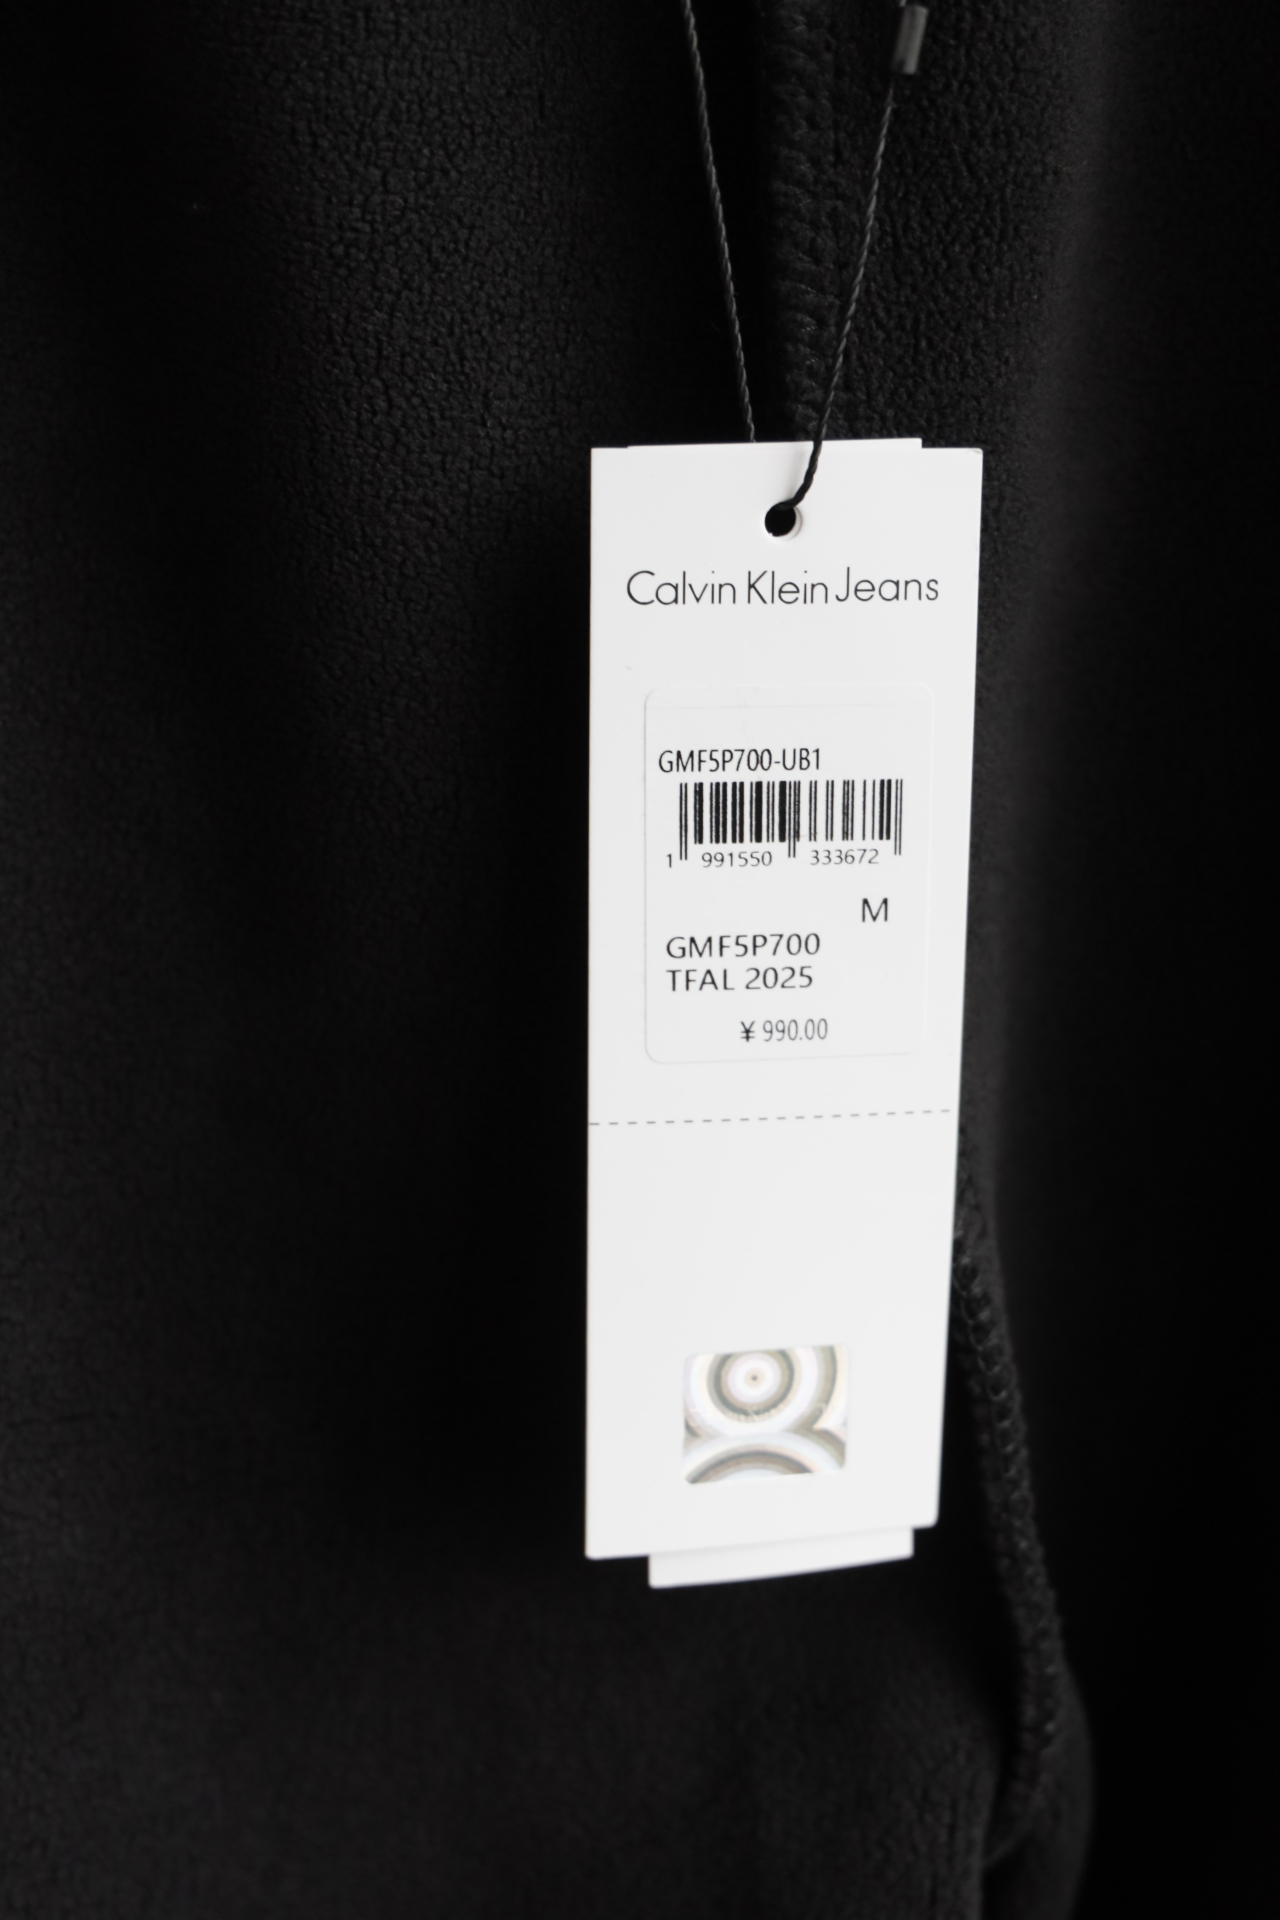 Calvin Klein Jeans
GMF5P700-UB1
1 991550 333672
M
GMF5P700
TFAL 2025
¥ 990.00